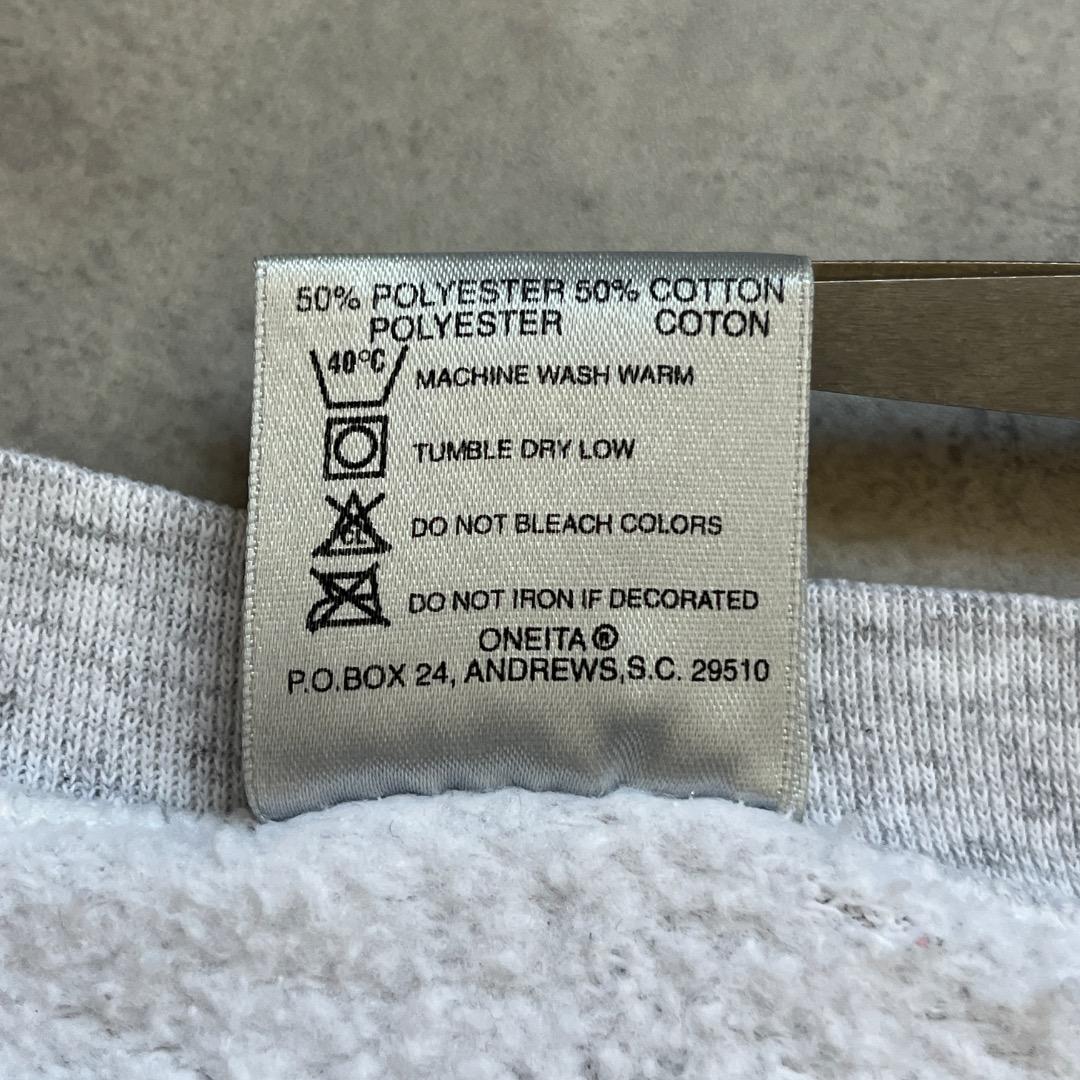 50% POLYESTER 50% COTTON
POLYESTER COTON
40°C MACHINE WASH WARM
TUMBLE DRY LOW
CL DO NOT BLEACH COLORS
DO NOT IRON IF DECORATED
ONEITA®
P.O.BOX 24, ANDREWS,S.C. 29510